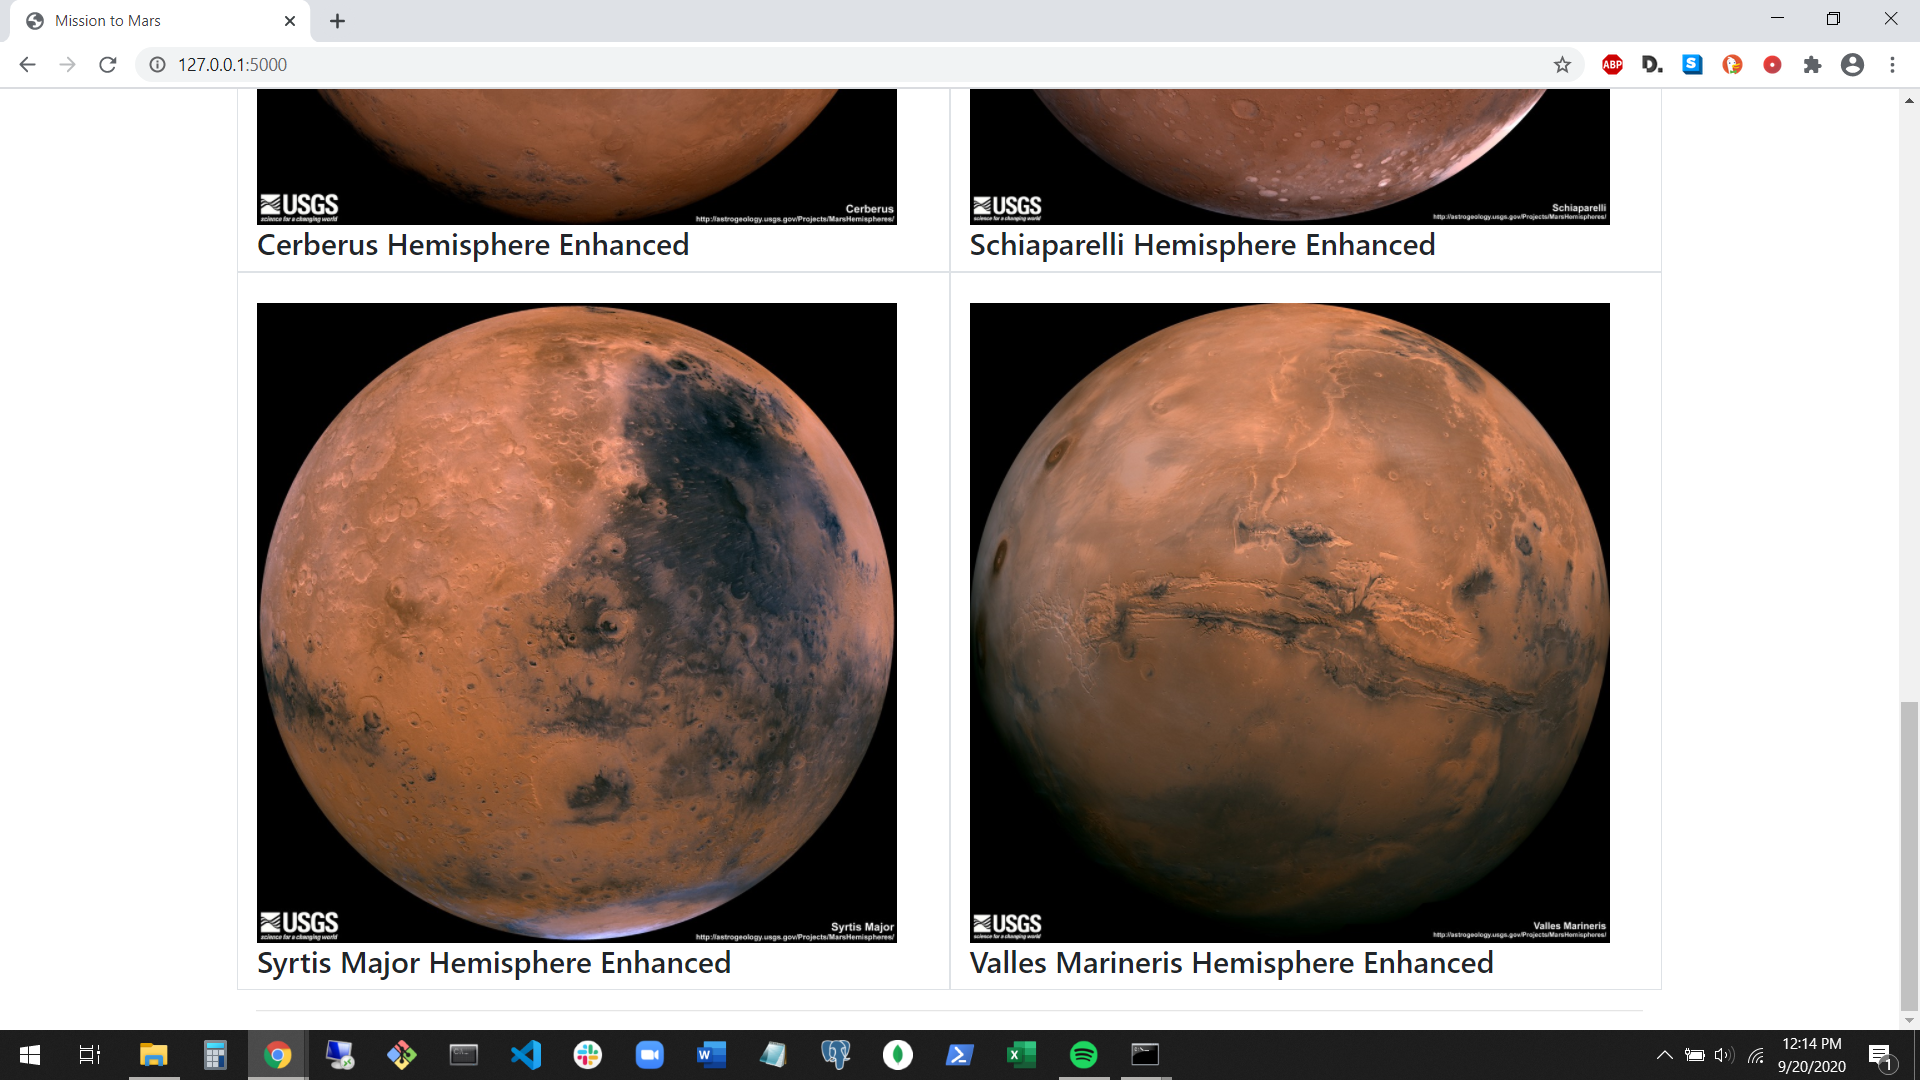 Mission to Mars
127.0.0.1:5000
ABP
D.
S
USGS
science for a changing world
Cerberus
http://astrogeology.usgs.gov/Projects/MarsHemispheres/
USGS
science for a changing world
Schiaparelli
http://astrogeology.usgs.gov/Projects/MarsHemispheres/
Cerberus Hemisphere Enhanced
Schiaparelli Hemisphere Enhanced
USGS
science for a changing world
Syrtis Major
http://astrogeology.usgs.gov/Projects/MarsHemispheres/
USGS
science for a changing world
Valles Marineris
http://astrogeology.usgs.gov/Projects/MarsHemispheres/
Syrtis Major Hemisphere Enhanced
Valles Marineris Hemisphere Enhanced
12:14 PM
9/20/2020
1